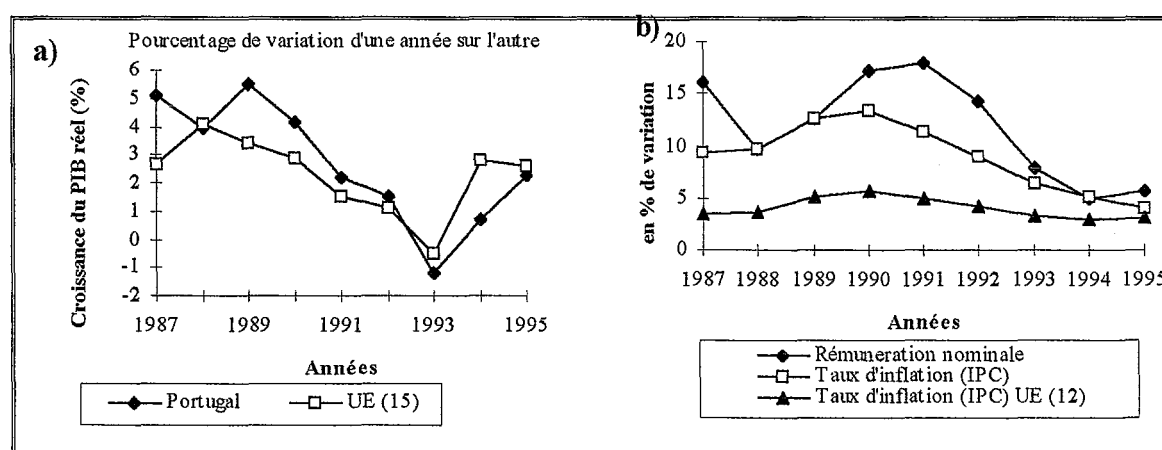 a)
Pourcentage de variation d'une année sur l'autre
Croissance du PIB réel (%)
6
5
4
3
2
1
0
-1
-2
1987 1989 1991 1993 1995
Années
Portugal UE (15)
b)
en % de variation
20
15
10
5
0
1987 1988 1989 1990 1991 1992 1993 1994 1995
Années
Rémuneration nominale
Taux d'inflation (IPC)
Taux d'inflation (IPC) UE (12)